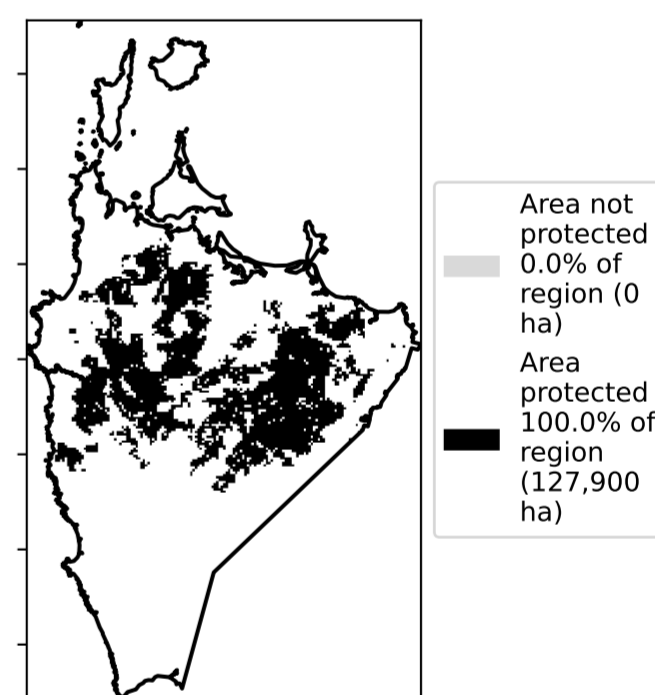 Area not
protected
0.0% of
region (0
ha)
Area
protected
100.0% of
region
(127,900
ha)